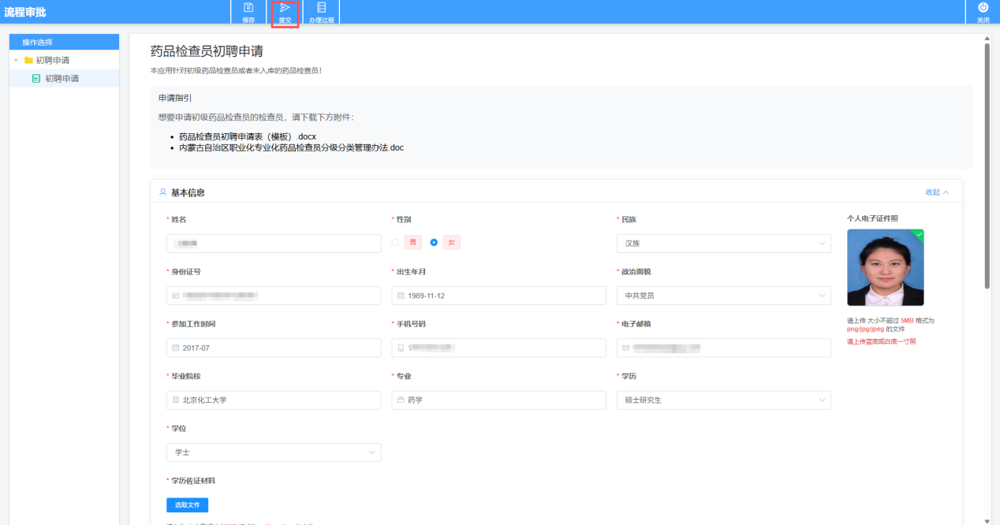 流程审批
保存
提交
办理过程
关闭
操作选择
初聘申请
初聘申请
药品检查员初聘申请
本应用针对初级药品检查员或者未入库的药品检查员！
申请指引
想要申请初级药品检查员的检查员，请下载下方附件：
药品检查员初聘申请表（模板）.docx
内蒙古自治区职业化专业化药品检查员分级分类管理办法.doc
基本信息
收起
* 姓名
* 性别
男
女
* 民族
汉族
个人电子证件照
* 身份证号
* 出生年月
1989-11-12
* 政治面貌
中共党员
请上传 大小不超过 5MB 格式为
png/jpg/jpeg 的文件
请上传蓝底或白底一寸照
* 参加工作时间
2017-07
* 手机号码
* 电子邮箱
* 毕业院校
北京化工大学
* 专业
药学
* 学历
硕士研究生
* 学位
学士
* 学历佐证材料
选取文件